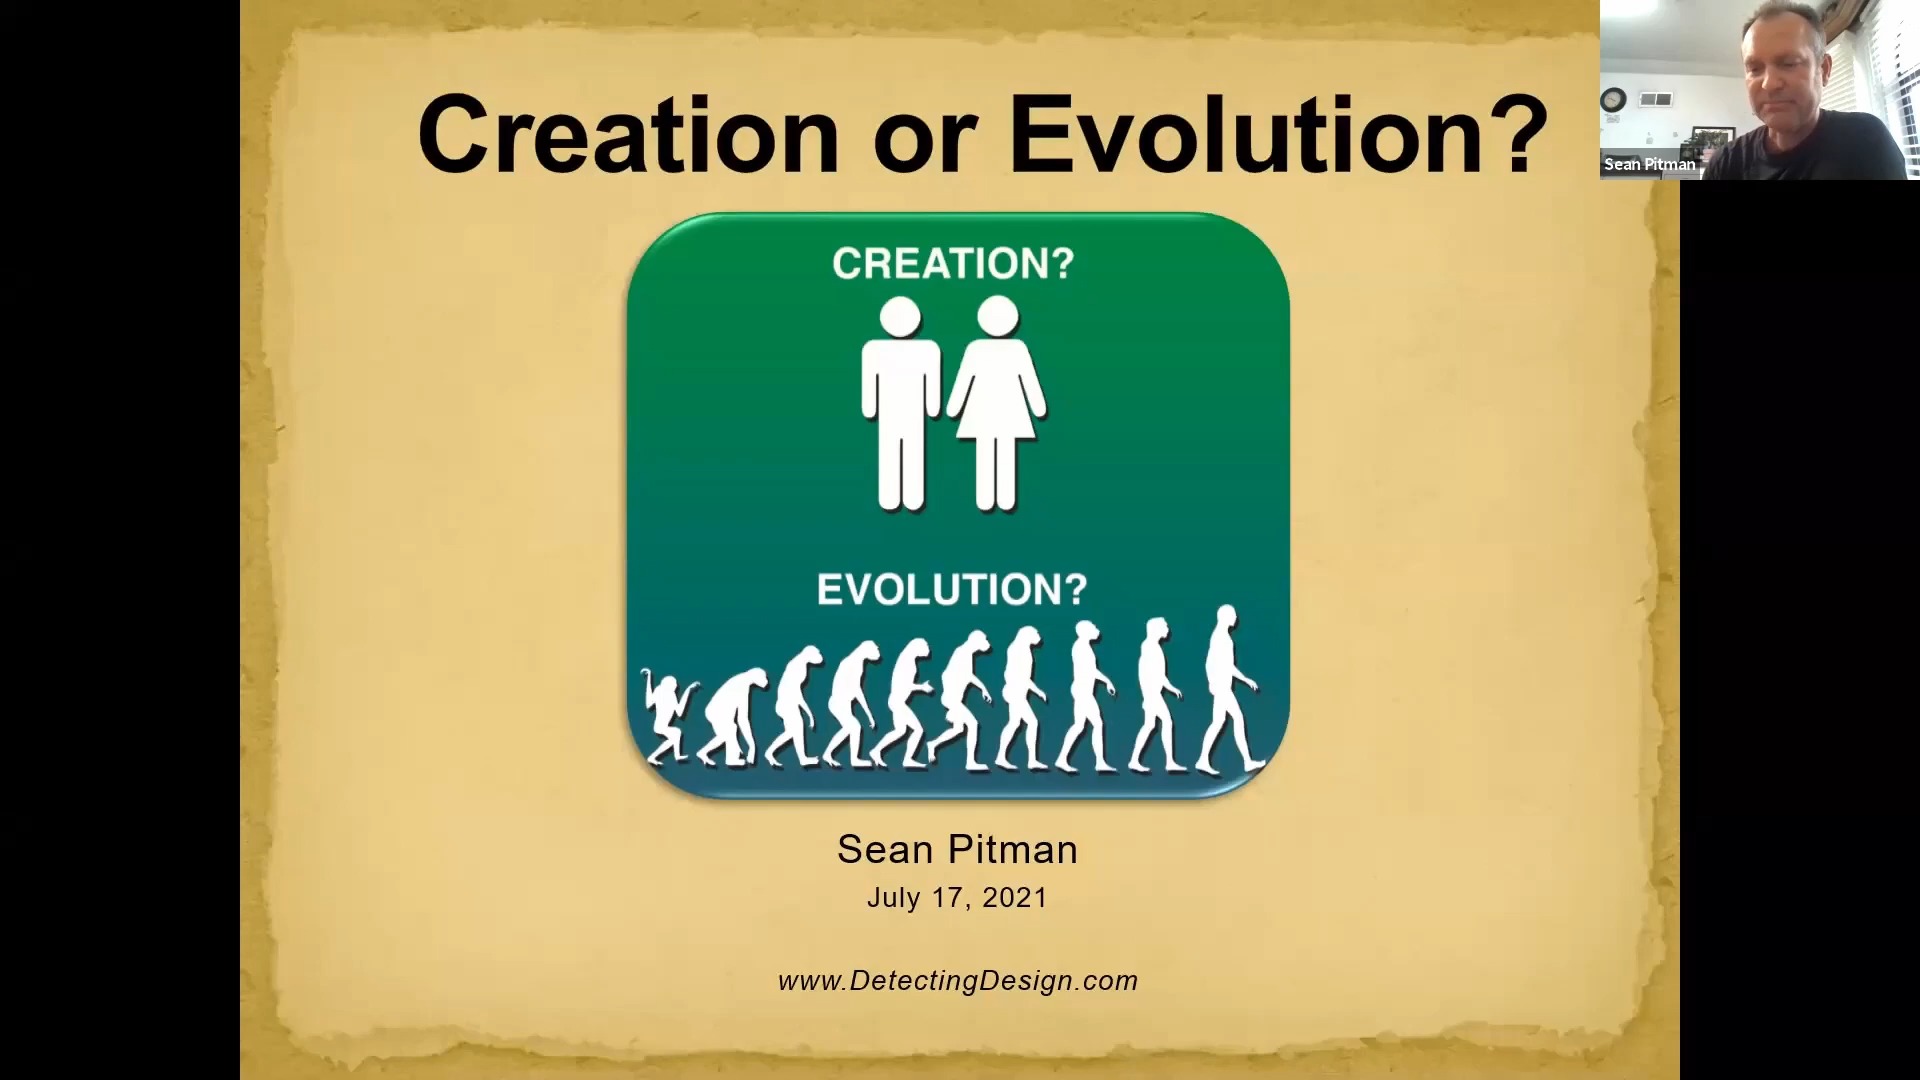 Creation or Evolution?
Sean Pitman
CREATION?
EVOLUTION?
Sean Pitman
July 17, 2021
www.DetectingDesign.com